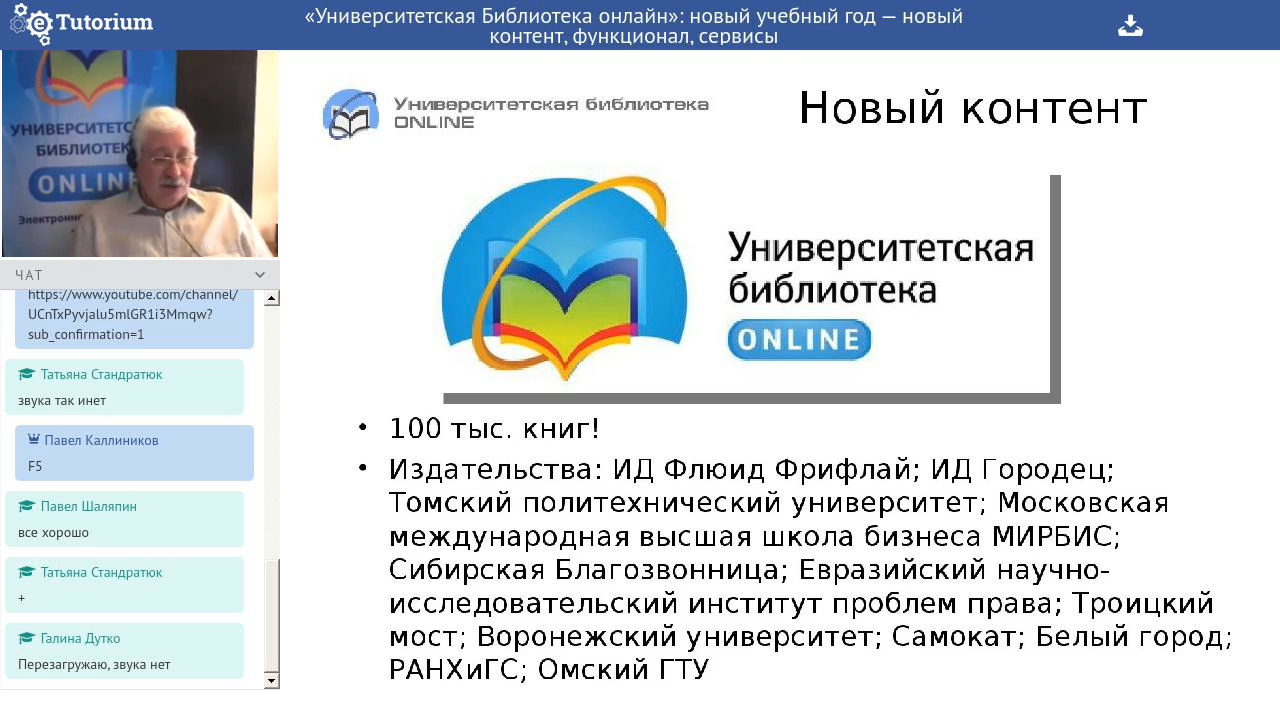 Tutorium
«Университетская Библиотека онлайн»: новый учебный год — новый
контент, функционал, сервисы
УНИВЕРСИТЕТС
БИБЛИОТЕК
ONLINE
Электронно
ЧАТ
https://www.youtube.com/channel/
UCnTxPyvjalu5mlGR1i3Mmqw?
sub_confirmation=1
Татьяна Стандратюк
звука так инет
Павел Каллиников
F5
Павел Шаляпин
все хорошо
Татьяна Стандратюк
+
Галина Дутко
Перезагружаю, звука нет
Университетская библиотека
ONLINE
Новый контент
Университетская
библиотека
ONLINE
• 100 тыс. книг!
• Издательства: ИД Флюид Фрифлай; ИД Городец;
Томский политехнический университет; Московская
международная высшая школа бизнеса МИРБИС;
Сибирская Благозвонница; Евразийский научно-
исследовательский институт проблем права; Троицкий
мост; Воронежский университет; Самокат; Белый город;
РАНХиГС; Омский ГТУ